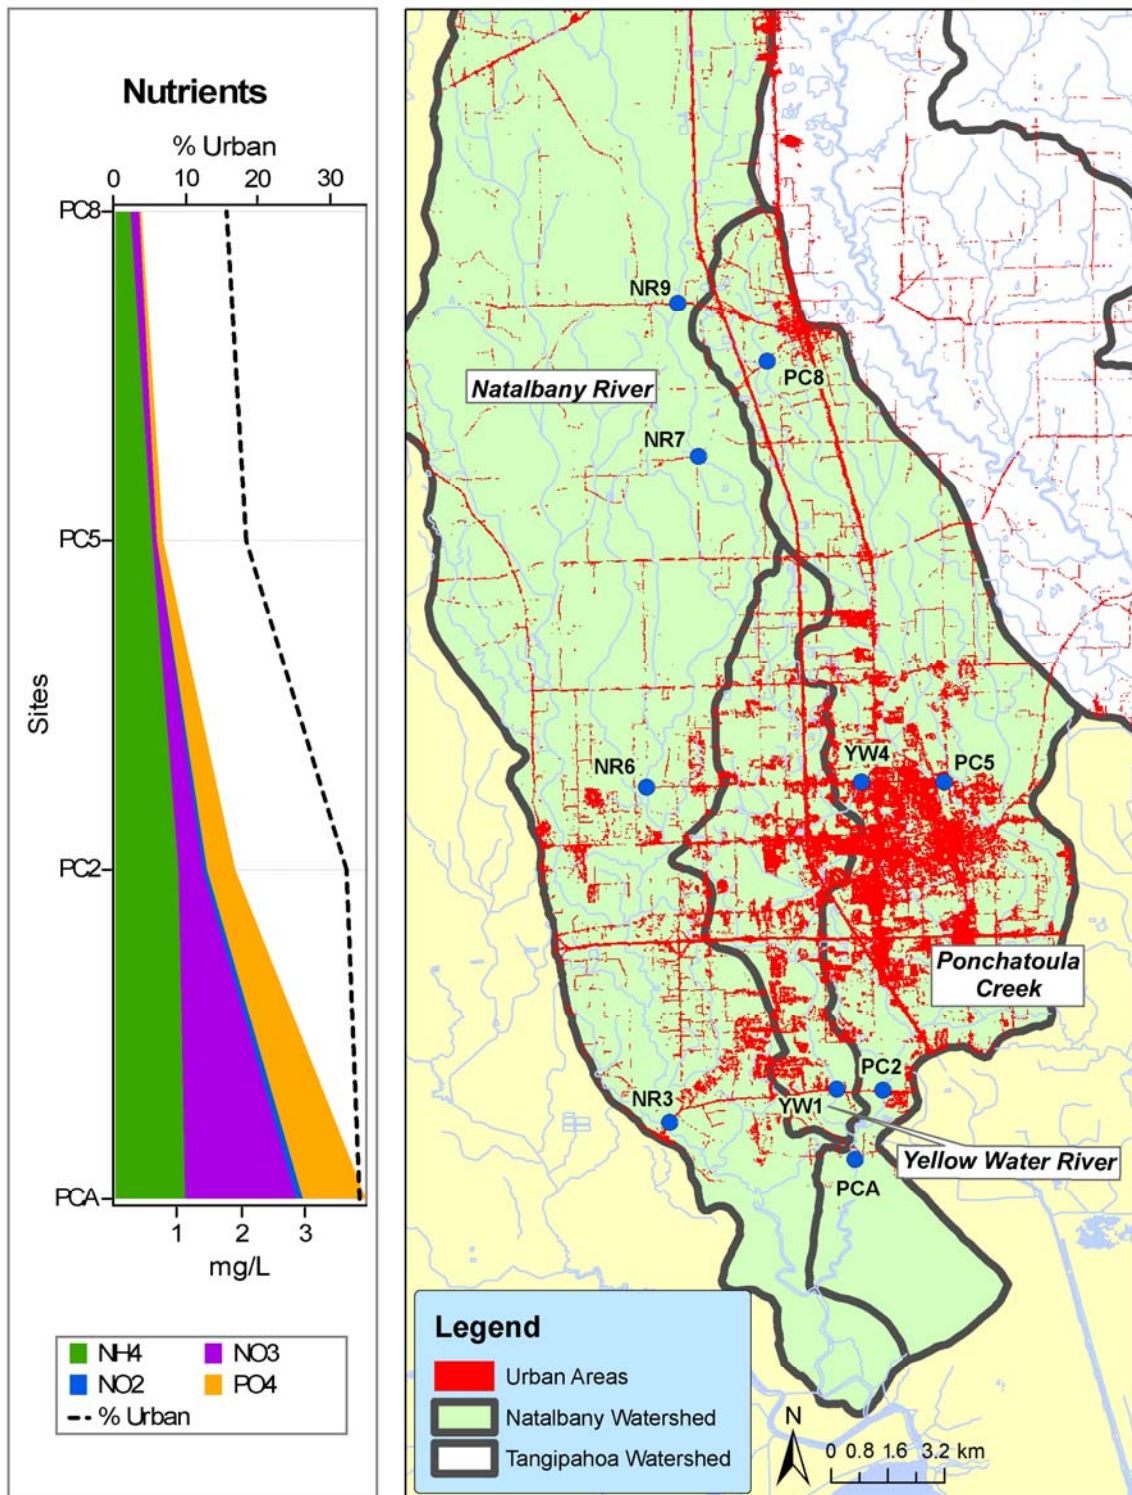 Nutrients
% Urban
0 10 20 30
PC8
PC5
Sites
PC2
PCA
1 2 3
mg/L
NH4 NO3
NO2 PO4
% Urban
NR9
PC8
Natalbany River
NR7
YW4
PC5
NR6
Ponchatoula
Creek
PC2
NR3
YW1
Yellow Water River
PCA
Legend
Urban Areas
Natalbany Watershed
Tangipahoa Watershed
N
0 0.8 1.6 3.2 km